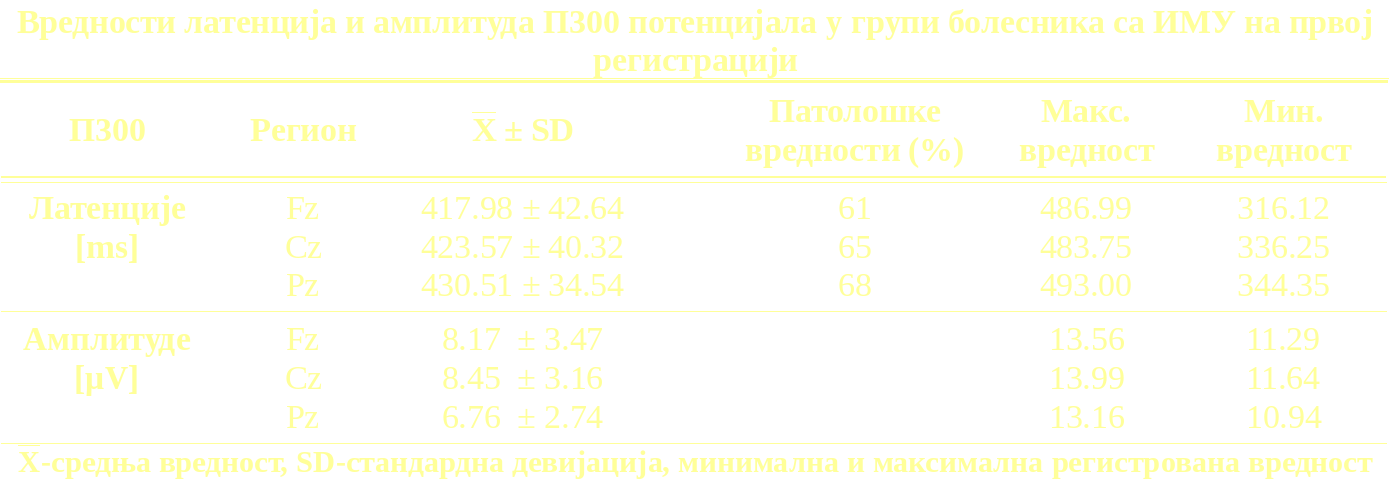 Вредности латенција и амплитуда П300 потенцијала у групи болесника са ИМУ на првој
регистрацији
П300 Регион X̅ ± SD Патолошке вредности (%) Макс. вредност Мин. вредност
Латенције Fz 417.98 ± 42.64 61 486.99 316.12
[ms] Cz 423.57 ± 40.32 65 483.75 336.25
Pz 430.51 ± 34.54 68 493.00 344.35
Амплитуде Fz 8.17 ± 3.47 13.56 11.29
[μV] Cz 8.45 ± 3.16 13.99 11.64
Pz 6.76 ± 2.74 13.16 10.94
X̅-средња вредност, SD-стандардна девијација, минимална и максимална регистрована вредност